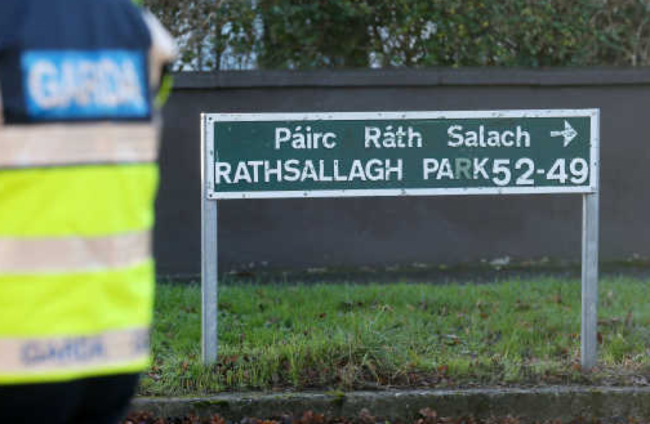 GARDA
Páirc Ráth Salach
RATHSALLAGH PARK 52-49
GARDA